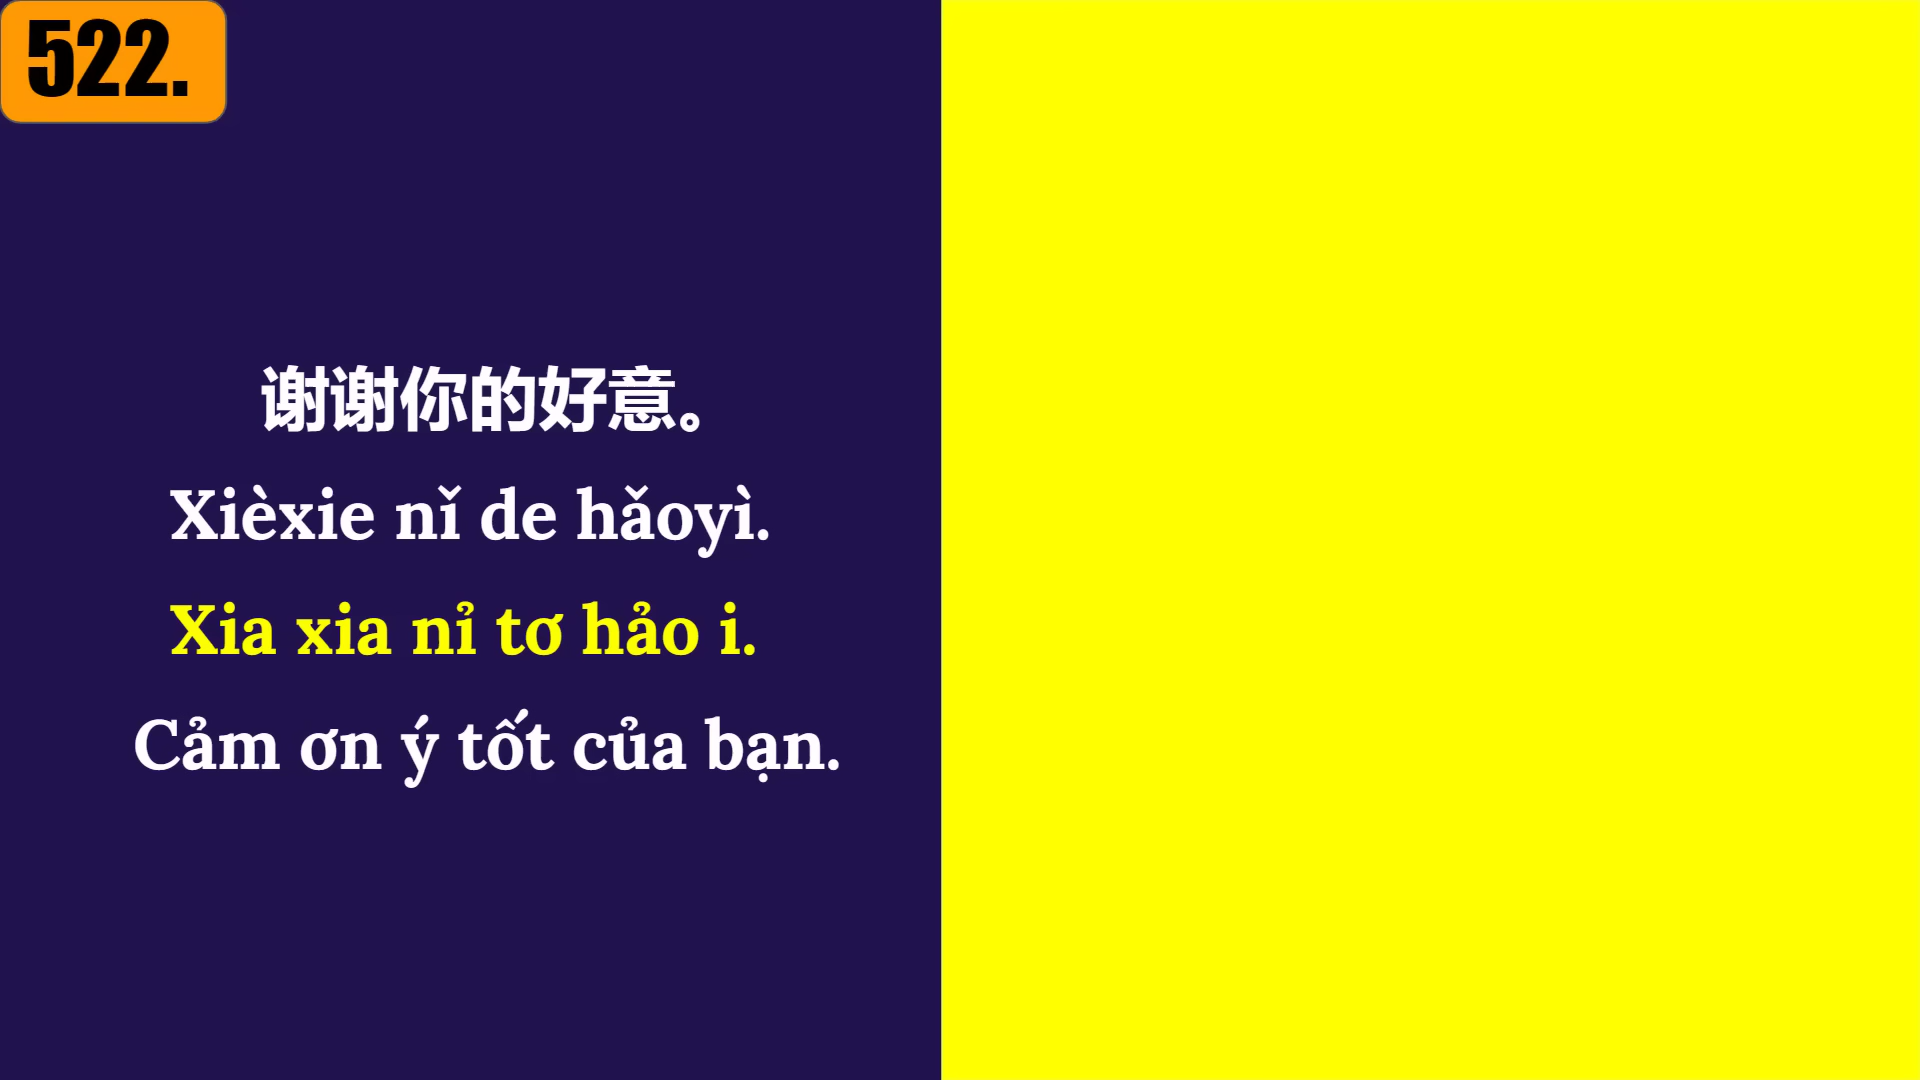 522.
谢谢你的好意。
Xièxie nǐ de hǎoyì.
Xia xia nỉ tơ hảo i.
Cảm ơn ý tốt của bạn.